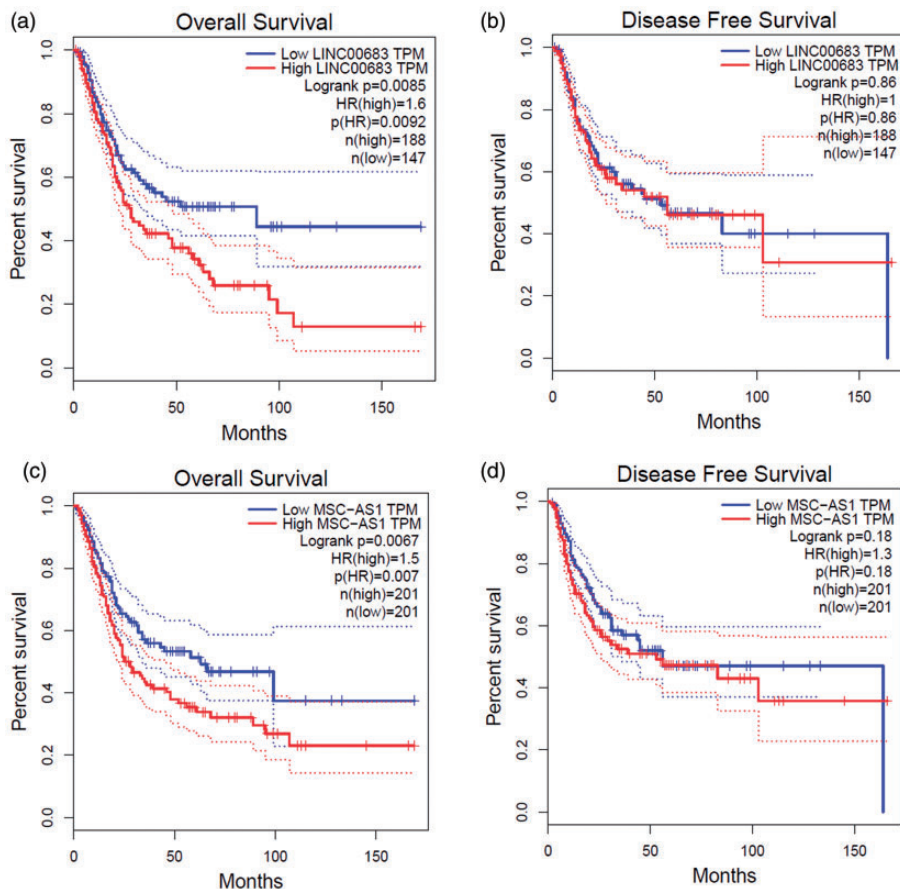 (a)
Overall Survival
Low LINC00683 TPM
High LINC00683 TPM
Logrank p=0.0085
HR(high)=1.6
p(HR)=0.0092
n(high)=188
n(low)=147
Percent survival
1.0
0.8
0.6
0.4
0.2
0.0
0
50
100
150
Months
(b)
Disease Free Survival
Low LINC00683 TPM
High LINC00683 TPM
Logrank p=0.86
HR(high)=1
p(HR)=0.86
n(high)=188
n(low)=147
Percent survival
1.0
0.8
0.6
0.4
0.2
0.0
0
50
100
150
Months
(c)
Overall Survival
Low MSC−AS1 TPM
High MSC−AS1 TPM
Logrank p=0.0067
HR(high)=1.5
p(HR)=0.007
n(high)=201
n(low)=201
Percent survival
1.0
0.8
0.6
0.4
0.2
0.0
0
50
100
150
Months
(d)
Disease Free Survival
Low MSC−AS1 TPM
High MSC−AS1 TPM
Logrank p=0.18
HR(high)=1.3
p(HR)=0.18
n(high)=201
n(low)=201
Percent survival
1.0
0.8
0.6
0.4
0.2
0.0
0
50
100
150
Months